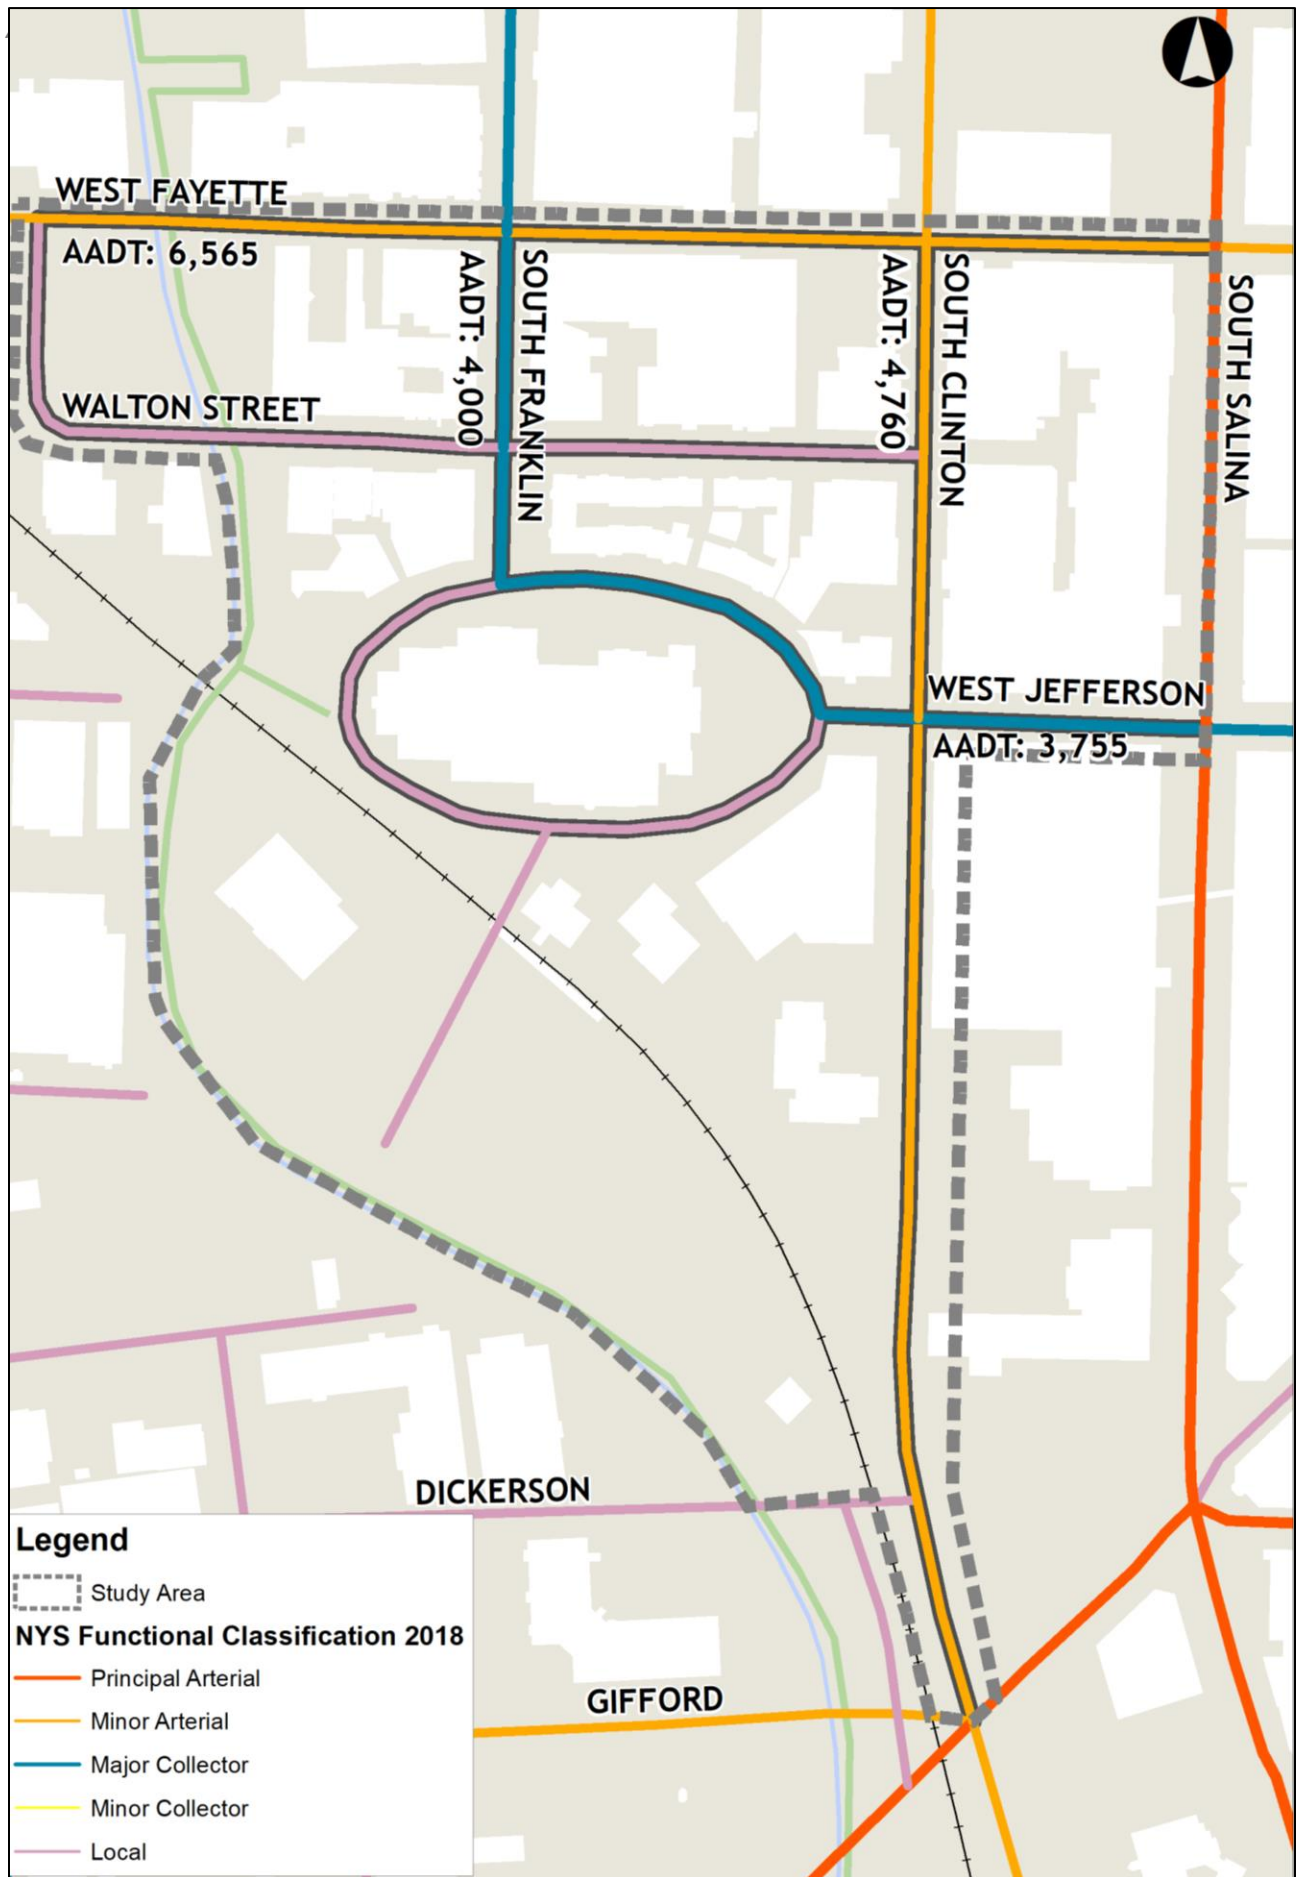 WEST FAYETTE
AADT: 6,565
AADT: 4,000
SOUTH FRANKLIN
AADT: 4,760
SOUTH CLINTON
SOUTH SALINA
WALTON STREET
WEST JEFFERSON
AADT: 3,755
DICKERSON
GIFFORD
Legend
Study Area
NYS Functional Classification 2018
Principal Arterial
Minor Arterial
Major Collector
Minor Collector
Local